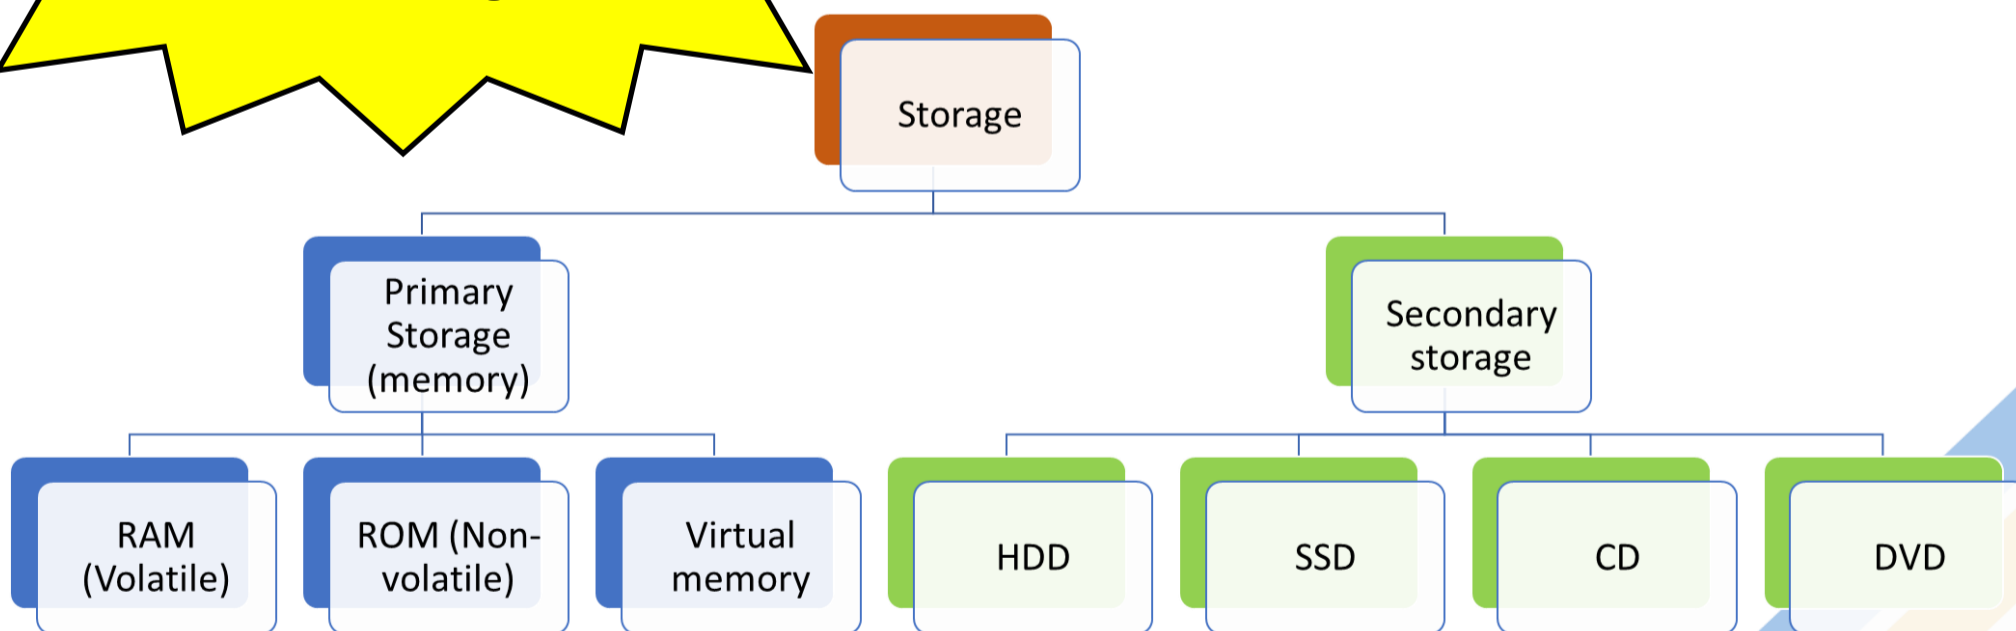 Storage
Primary
Storage
(memory)
Secondary
storage
RAM
(Volatile)
ROM (Non-
volatile)
Virtual
memory
HDD
SSD
CD
DVD